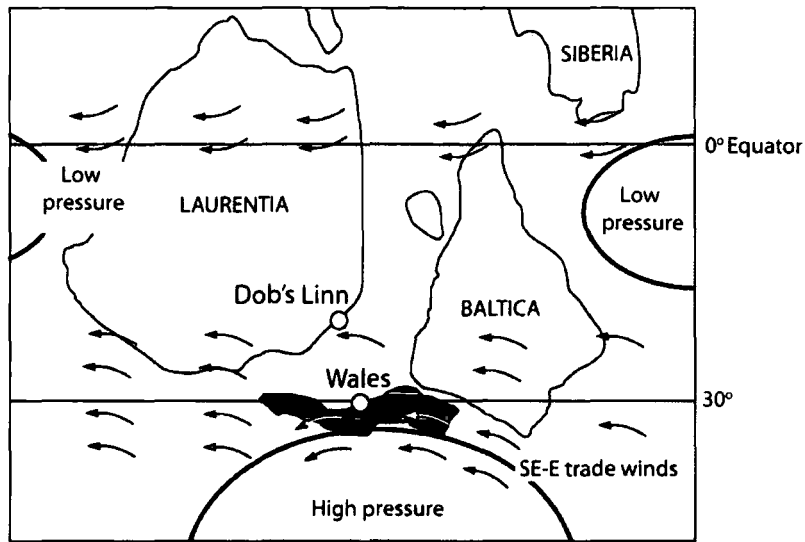 SIBERIA
0° Equator
Low
pressure
LAURENTIA
Low
pressure
Dob's Linn
BALTICA
Wales
30°
SE-E trade winds
High pressure